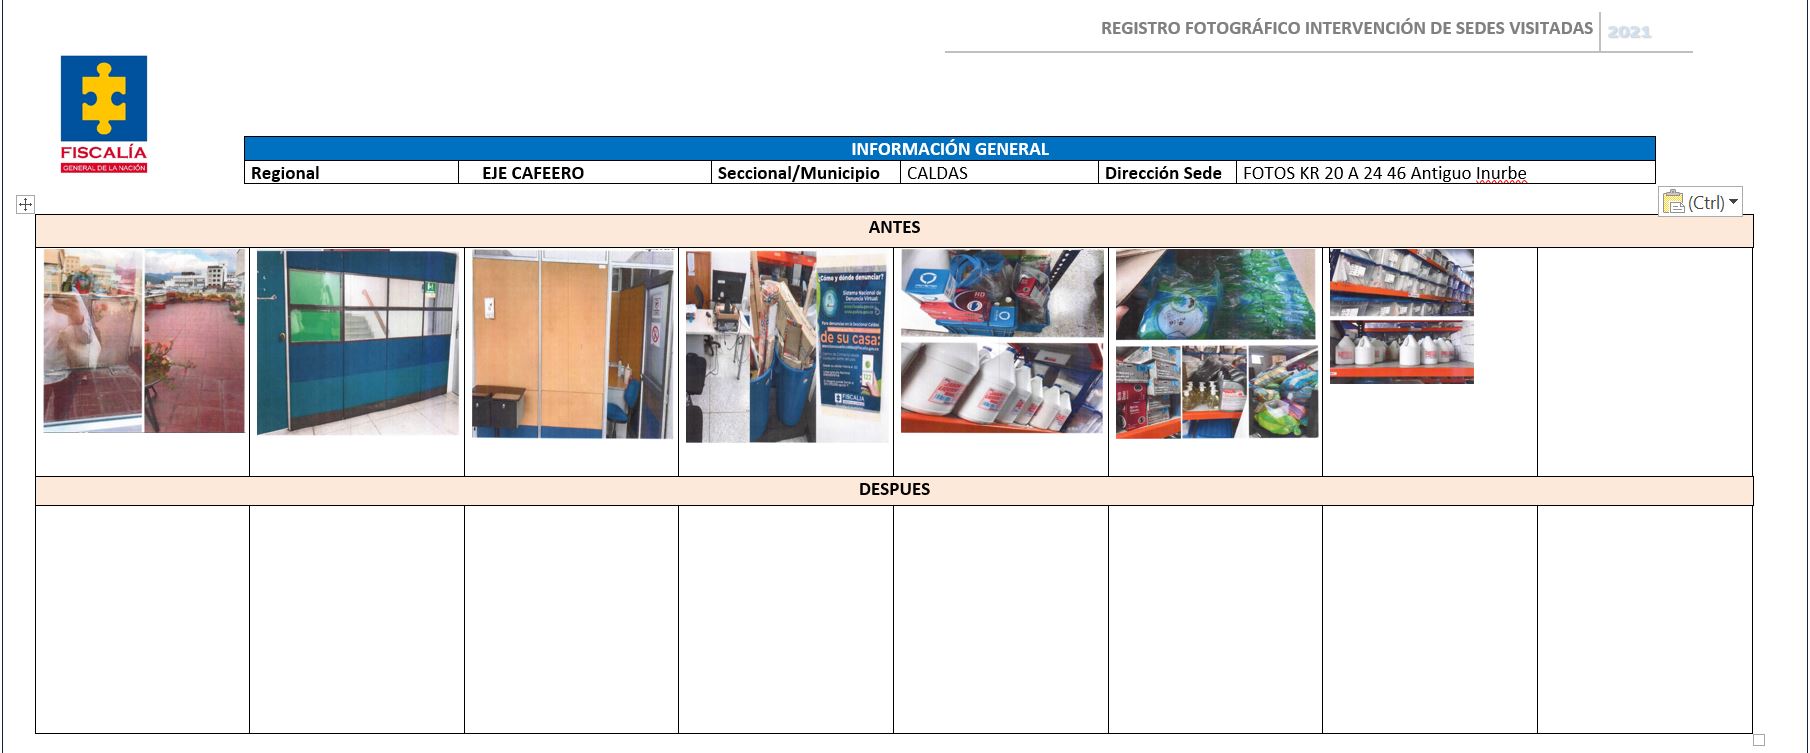 REGISTRO FOTOGRÁFICO INTERVENCIÓN DE SEDES VISITADAS 2021
FISCALÍA
GENERAL DE LA NACIÓN
INFORMACIÓN GENERAL
Regional EJE CAFEERO Seccional/Municipio CALDAS Dirección Sede FOTOS KR 20 A 24 46 Antiguo Inurbe
(Ctrl)
ANTES
¿Cómo y dónde denunciar?
Sistema Nacional de
Denuncia Virtual:
de su casa:
FISCALÍA
DESPUES